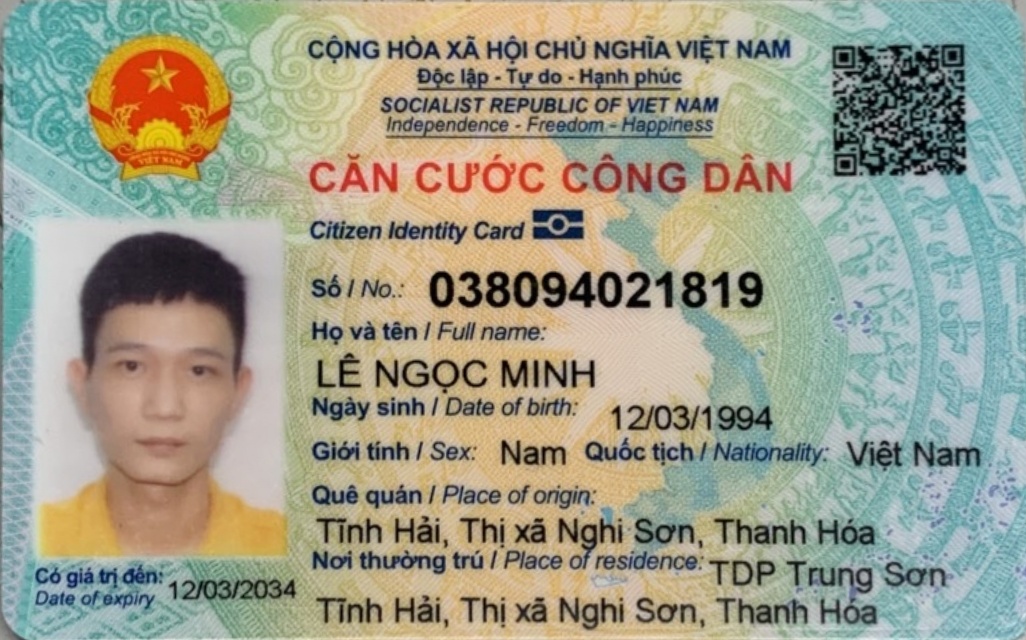 CỘNG HÒA XÃ HỘI CHỦ NGHĨA VIỆT NAM
Độc lập - Tự do - Hạnh phúc
SOCIALIST REPUBLIC OF VIET NAM
Independence - Freedom - Happiness
VIỆT NAM
CĂN CƯỚC CÔNG DÂN
Citizen Identity Card
Số / No.: 038094021819
Họ và tên / Full name:
LÊ NGỌC MINH
Ngày sinh / Date of birth: 12/03/1994
Giới tính / Sex: Nam Quốc tịch / Nationality: Việt Nam
Quê quán / Place of origin:
Tĩnh Hải, Thị xã Nghi Sơn, Thanh Hóa
Nơi thường trú / Place of residence: TDP Trung Sơn
Tĩnh Hải, Thị xã Nghi Sơn, Thanh Hóa
Có giá trị đến: 12/03/2034
Date of expiry